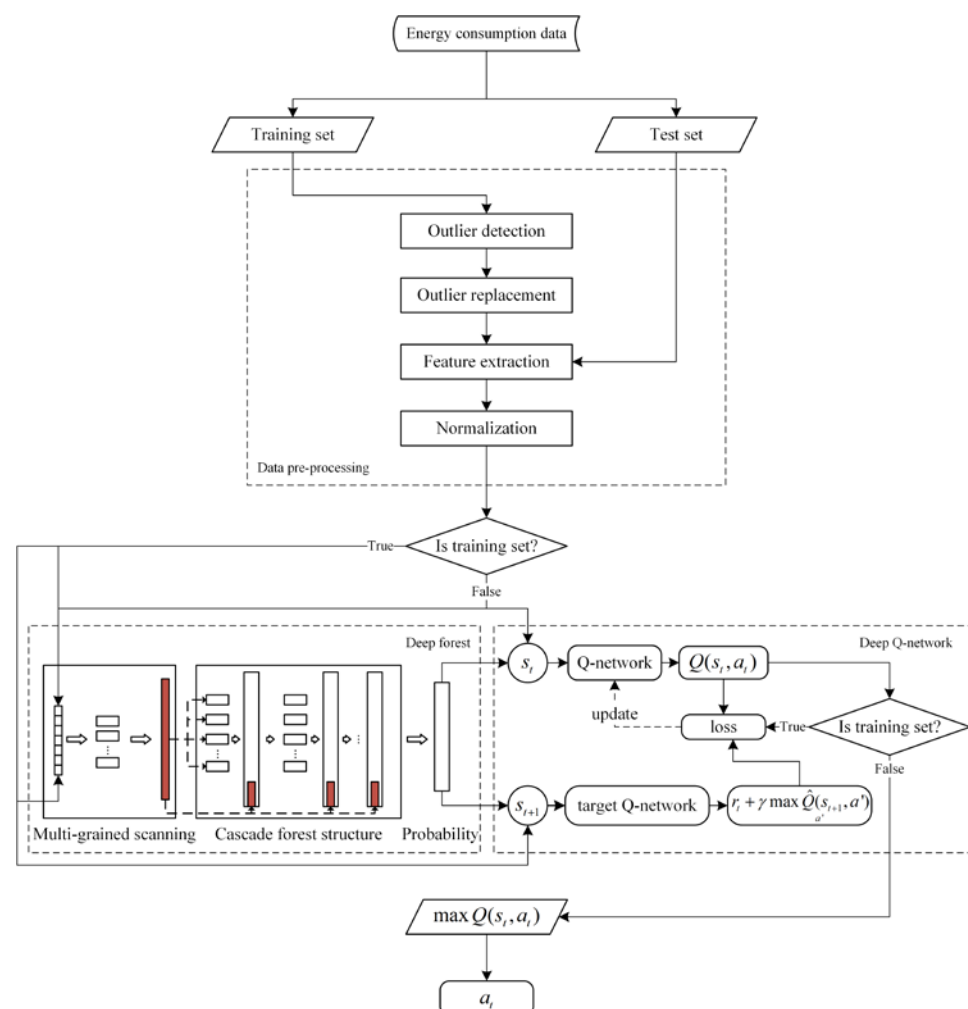 Energy consumption data
Training set
Test set
Outlier detection
Outlier replacement
Feature extraction
Normalization
Data pre-processing
Is training set?
True
False
Deep forest
Deep Q-network
s_t
Q-network
Q(s_t, a_t)
update
loss
True
Is training set?
False
s_{t+1}
target Q-network
r_t + γ max_{a'} Q̂(s_{t+1}, a')
Multi-grained scanning
Cascade forest structure
Probability
max Q(s_t, a_t)
a_t